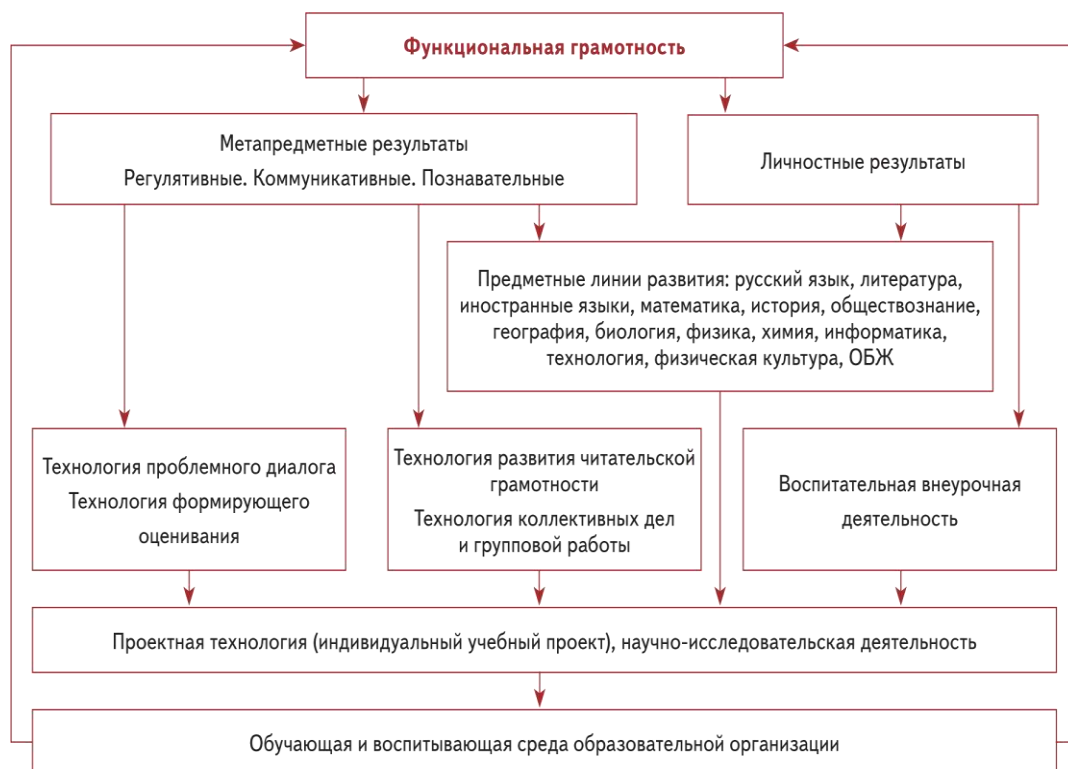 Функциональная грамотность
Метапредметные результаты
Регулятивные. Коммуникативные. Познавательные
Личностные результаты
Предметные линии развития: русский язык, литература,
иностранные языки, математика, история, обществознание,
география, биология, физика, химия, информатика,
технология, физическая культура, ОБЖ
Технология проблемного диалога
Технология формирующего
оценивания
Технология развития читательской
грамотности
Технология коллективных дел
и групповой работы
Воспитательная внеурочная
деятельность
Проектная технология (индивидуальный учебный проект), научно-исследовательская деятельность
Обучающая и воспитывающая среда образовательной организации